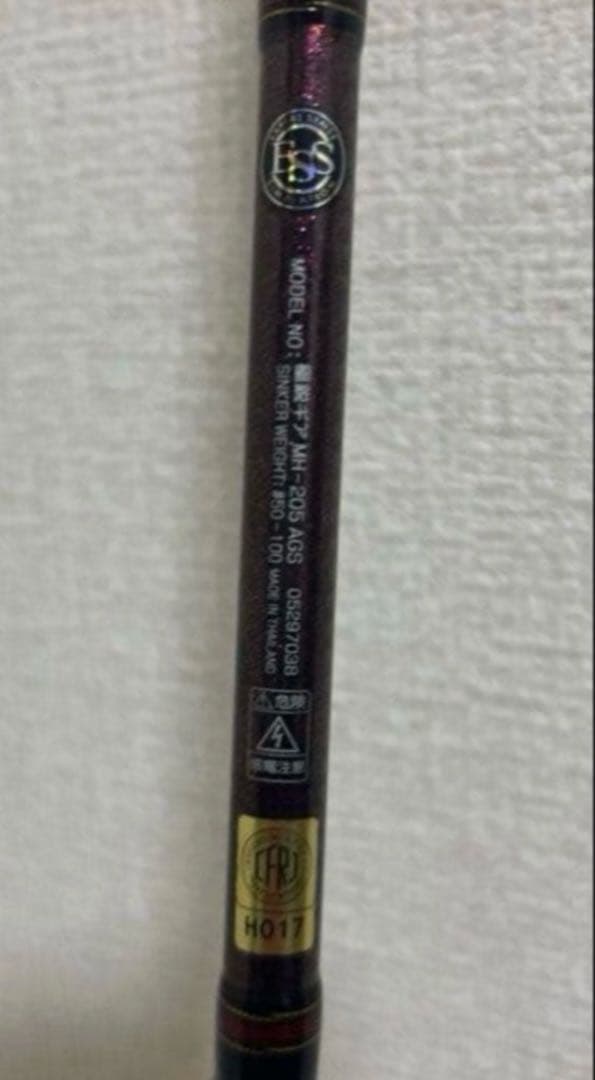 ESS
MODEL NO: 極鋭ギア MH-205 AGS 05297038
SINKER WEIGHT: #50-100 MADE IN THAILAND
危険
感電注意
CFRJ
H017